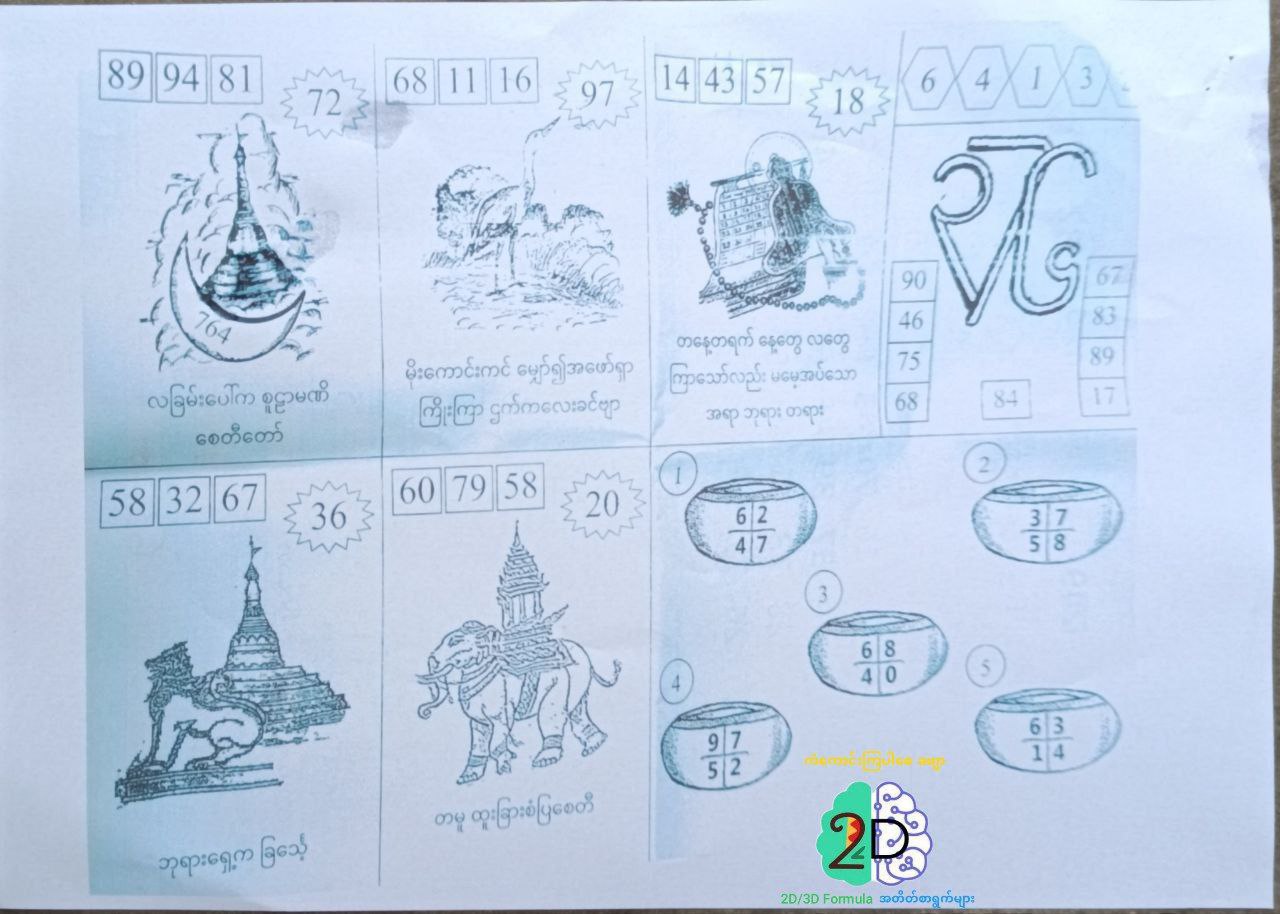 89 94 81
72
764
လခြမ်းပေါ်က စူဠာမဏိ
စေတီတော်
68 11 16
97
မိုးကောင်းကင် မျှော်၍အဖော်ရှာ
ကြိုးကြာ ငှက်ကလေးခင်ဗျာ
14 43 57
18
တနေ့တရက် နေ့တွေ လတွေ
ကြာသော်လည်း မမေ့အပ်သော
အရာ ဘုရား တရား
6 4 1 3
90
46
75
68
84
67
83
89
17
58 32 67
36
ဘုရားရှေ့က ခြင်္သေ့
60 79 58
20
တမူ ထူးခြားစံပြစေတီ
1
6 2
4 7
2
3 7
5 8
3
6 8
4 0
4
9 7
5 2
5
6 3
1 4
ကံကောင်းကြပါစေ ခဗျာ
2D
2D/3D Formula အတိတ်စာရွက်များ